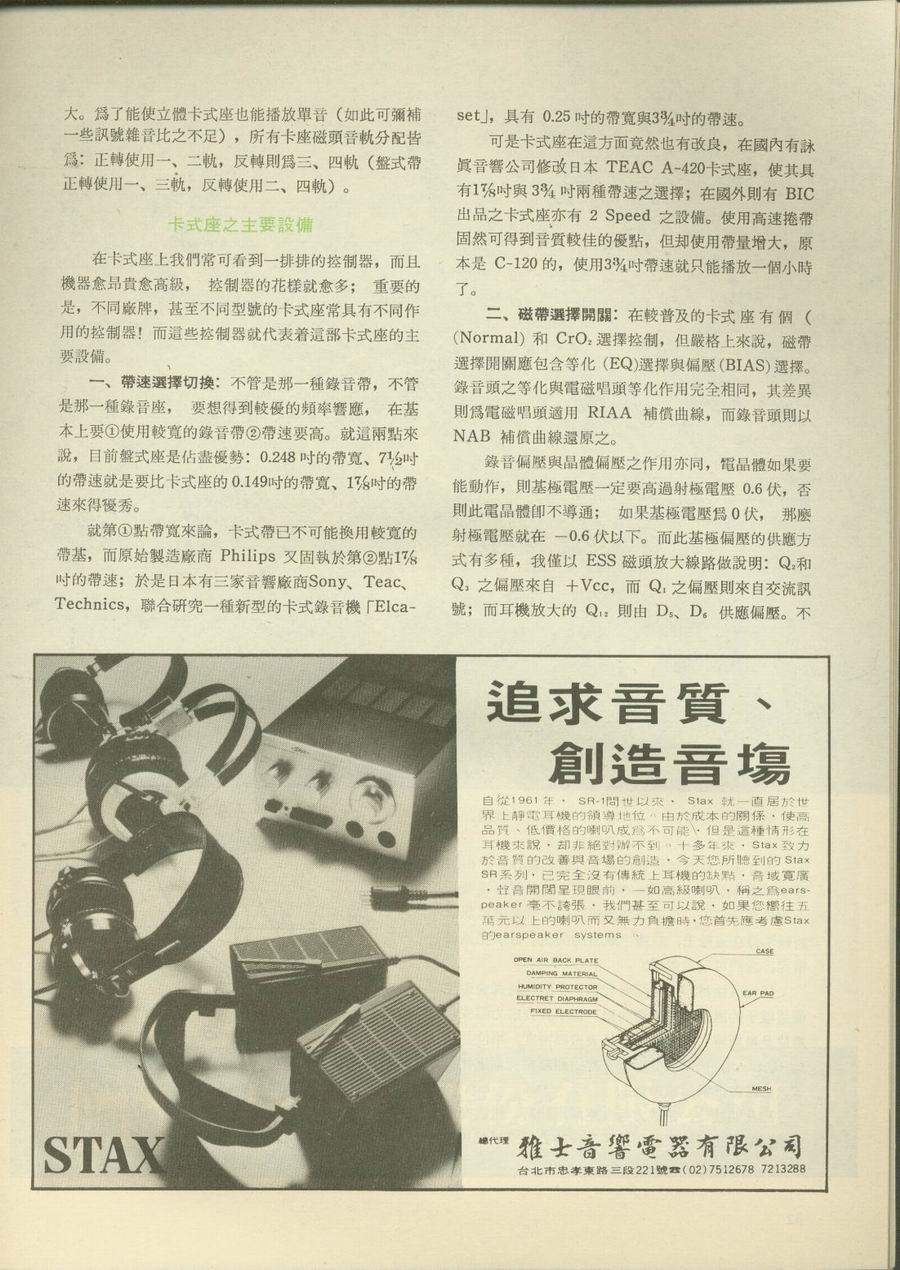 大。爲了能使立體卡式座也能播放單音（如此可彌補
一些訊號雜音比之不足），所有卡座磁頭音軌分配皆
爲：正轉使用一、二軌，反轉則爲三、四軌（盤式帶
正轉使用一、三軌，反轉使用二、四軌）。
卡式座之主要設備
在卡式座上我們常可看到一排排的控制器，而且
機器愈昂貴愈高級，控制器的花樣就愈多；重要的
是，不同廠牌，甚至不同型號的卡式座常具有不同作
用的控制器！而這些控制器就代表着這部卡式座的主
要設備。
一、帶速選擇切換：不管是那一種錄音帶，不管
是那一種錄音座，要想得到較優的頻率響應，在基
本上要①使用較寬的錄音帶②帶速要高。就這兩點來
說，目前盤式座是佔盡優勢：0.248 吋的帶寬、7½吋
的帶速就是要比卡式座的 0.149吋的帶寬、1⅞吋的帶
速來得優秀。
就第①點帶寬來論，卡式帶已不可能換用較寬的
帶基，而原始製造廠商 Philips 又固執於第②點1⅞
吋的帶速；於是日本有三家音響廠商Sony、Teac、
Technics，聯合研究一種新型的卡式錄音機「Elca-
set」，具有 0.25 吋的帶寬與3¾吋的帶速。
可是卡式座在這方面竟然也有改良，在國內有詠
眞音響公司修改日本 TEAC A-420卡式座，使其具
有1⅞吋與 3¾ 吋兩種帶速之選擇；在國外則有 BIC
出品之卡式座亦有 2 Speed 之設備。使用高速捲帶
固然可得到音質較佳的優點，但却使用帶量增大，原
本是 C-120 的，使用3¾吋帶速就只能播放一個小時
了。
二、磁帶選擇開關：在較普及的卡式座有個（
(Normal) 和 CrO₂ 選擇控制，但嚴格上來說，磁帶
選擇開關應包含等化 (EQ)選擇與偏壓 (BIAS) 選擇。
錄音頭之等化與電磁唱頭等化作用完全相同，其差異
則爲電磁唱頭適用 RIAA 補償曲線，而錄音頭則以
NAB 補償曲線還原之。
錄音偏壓與晶體偏壓之作用亦同，電晶體如果要
能動作，則基極電壓一定要高過射極電壓 0.6 伏，否
則此電晶體卽不導通；如果基極電壓爲 0 伏，那麼
射極電壓就在 －0.6 伏以下。而此基極偏壓的供應方
式有多種，我僅以 ESS 磁頭放大線路做說明：Q₂和
Q₃ 之偏壓來自 ＋Vcc，而 Q₁ 之偏壓則來自交流訊
號；而耳機放大的 Q₁₂ 則由 D₅、D₆ 供應偏壓。不
追求音質、
創造音場
自從1961年，SR-1問世以來，Stax 就一直居於世
界上靜電耳機的領導地位。由於成本的關係，使高
品質、低價格的喇叭成爲不可能，但是這種情形在
耳機來說，却非絕對辦不到。十多年來，Stax致力
於音質的改善與音場的創造，今天您所聽到的 Stax
SR系列，已完全沒有傳統上耳機的缺點，音域寬廣
，聲音開闊呈現眼前，一如高級喇叭，稱之爲ears-
peaker 毫不誇張，我們甚至可以說，如果您嚮往五
萬元以上的喇叭而又無力負擔時，您首先應考慮Stax
的earspeaker systems 。
CASE
OPEN AIR BACK PLATE
DAMPING MATERIAL
HUMIDITY PROTECTOR
ELECTRET DIAPHRAGM
FIXED ELECTRODE
EAR PAD
MESH
STAX
總代理 雅士音響電器有限公司
台北市忠孝東路三段221號☎(02)7512678 7213288